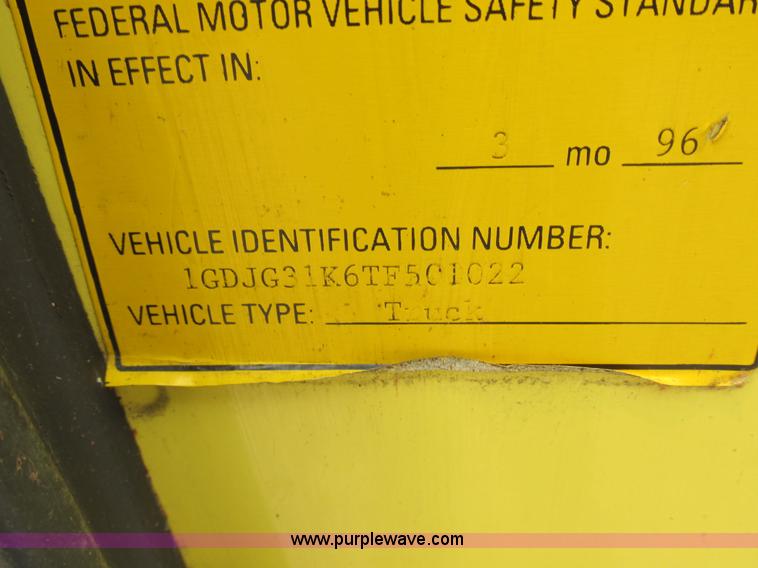 FEDERAL MOTOR VEHICLE SAFETY STANDAR
IN EFFECT IN:
3 mo 96
VEHICLE IDENTIFICATION NUMBER:
1GDJG31K6TF501022
VEHICLE TYPE: Truck
www.purplewave.com